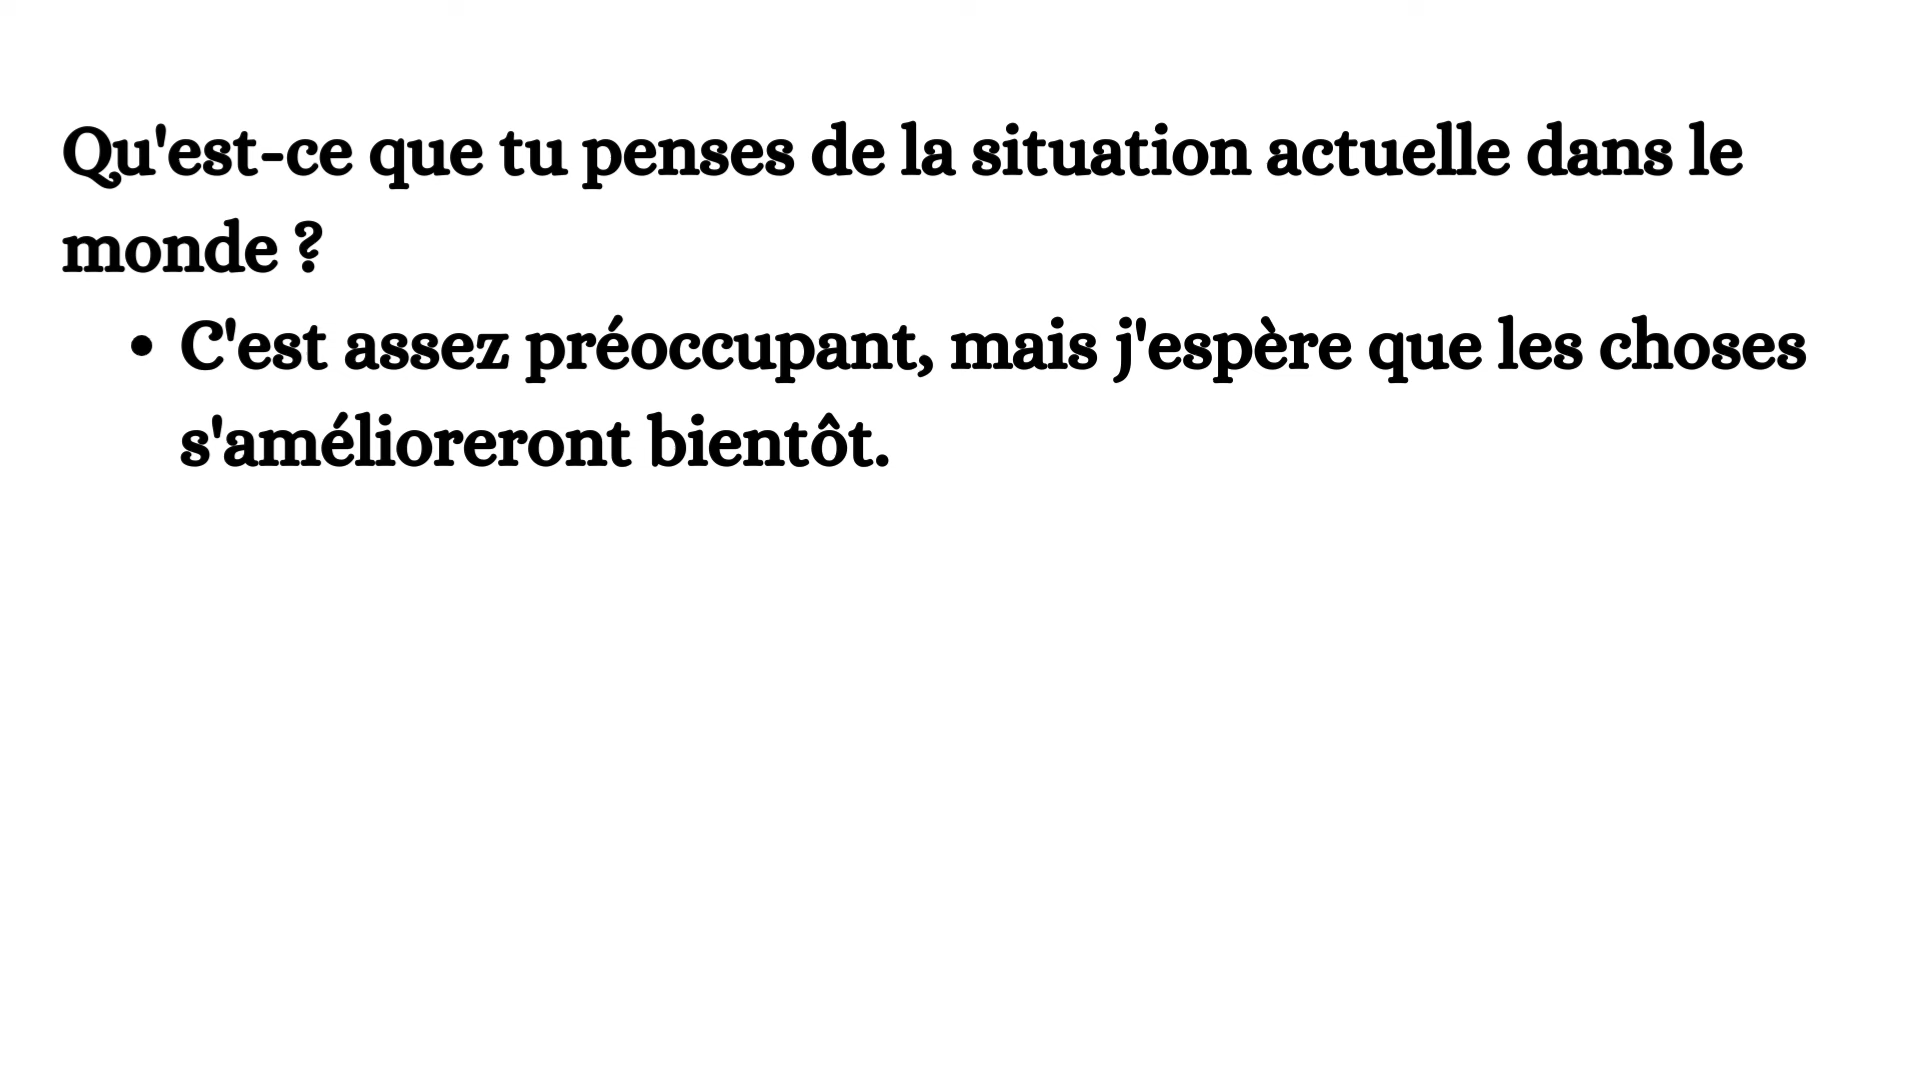 Qu'est-ce que tu penses de la situation actuelle dans le
monde ?
• C'est assez préoccupant, mais j'espère que les choses
s'amélioreront bientôt.